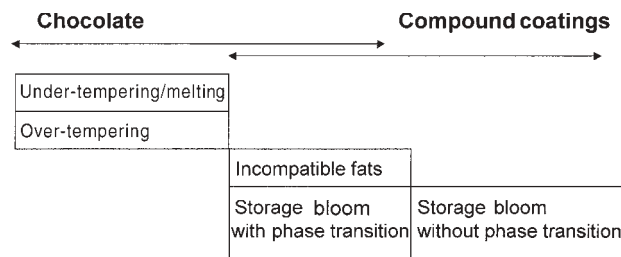 Chocolate Compound coatings
Under-tempering/melting
Over-tempering
Incompatible fats
Storage bloom Storage bloom
with phase transition without phase transition